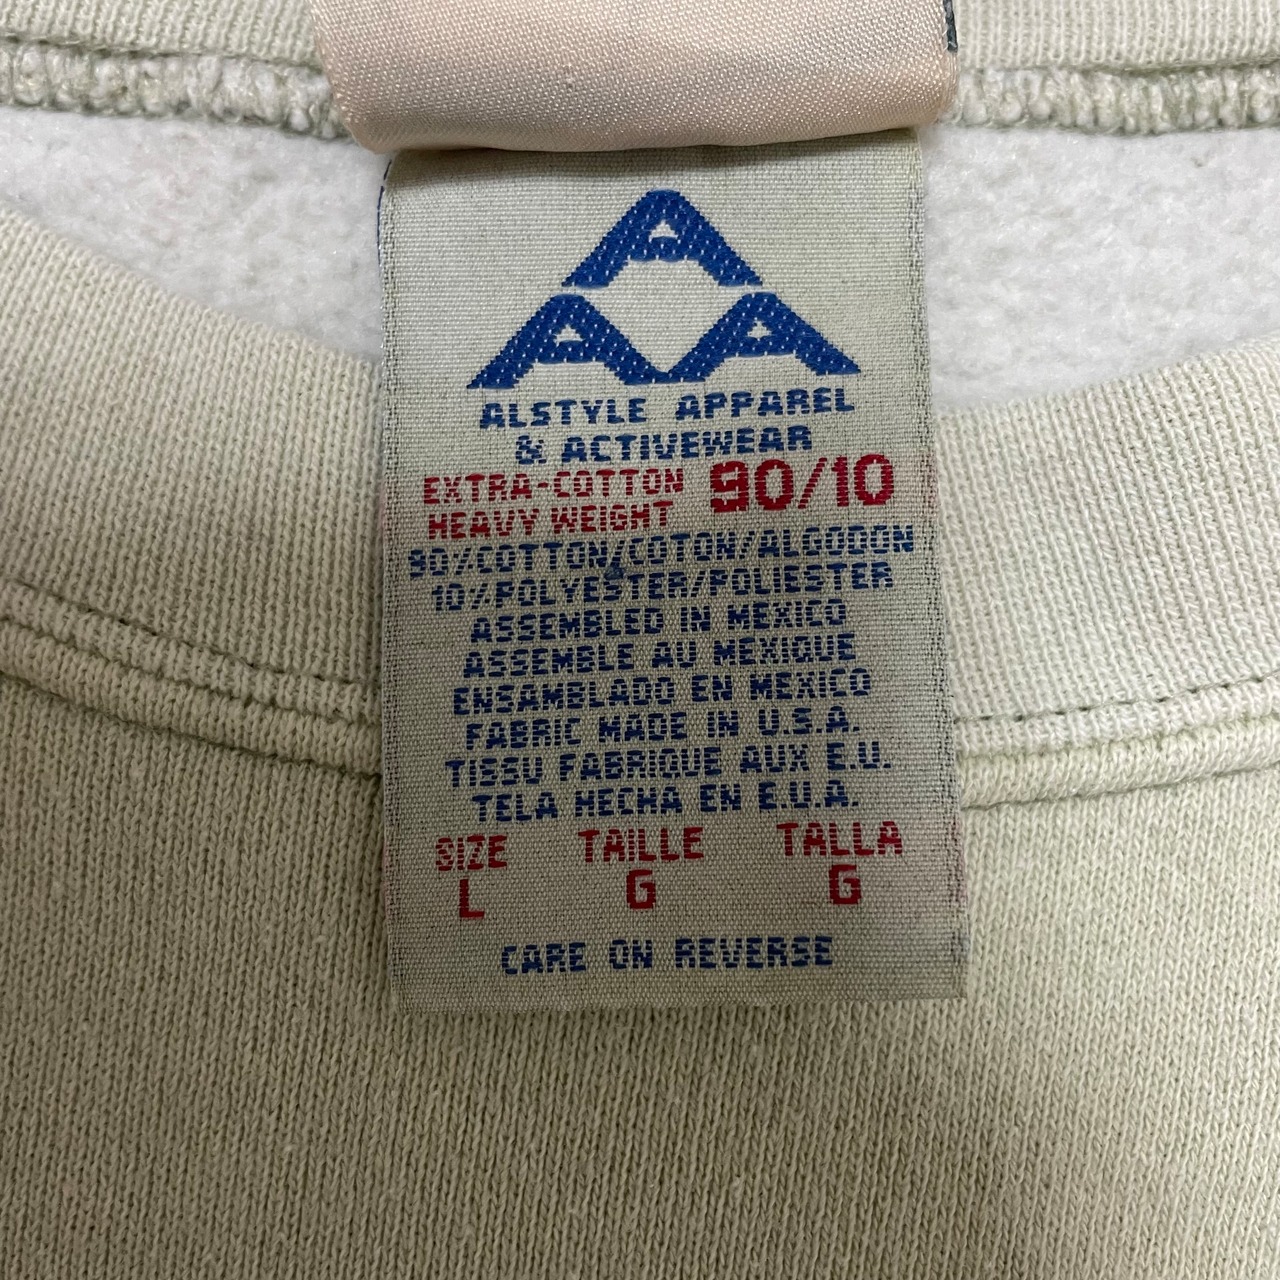 A
A A
ALSTYLE APPAREL
& ACTIVEWEAR
EXTRA-COTTON 90/10
HEAVY WEIGHT
90%COTTON/COTON/ALGODON
10%POLYESTER/POLIESTER
ASSEMBLED IN MEXICO
ASSEMBLE AU MEXIQUE
ENSAMBLADO EN MEXICO
FABRIC MADE IN U.S.A.
TISSU FABRIQUE AUX E.U.
TELA HECHA EN E.U.A.
SIZE TAILLE TALLA
L G G
CARE ON REVERSE